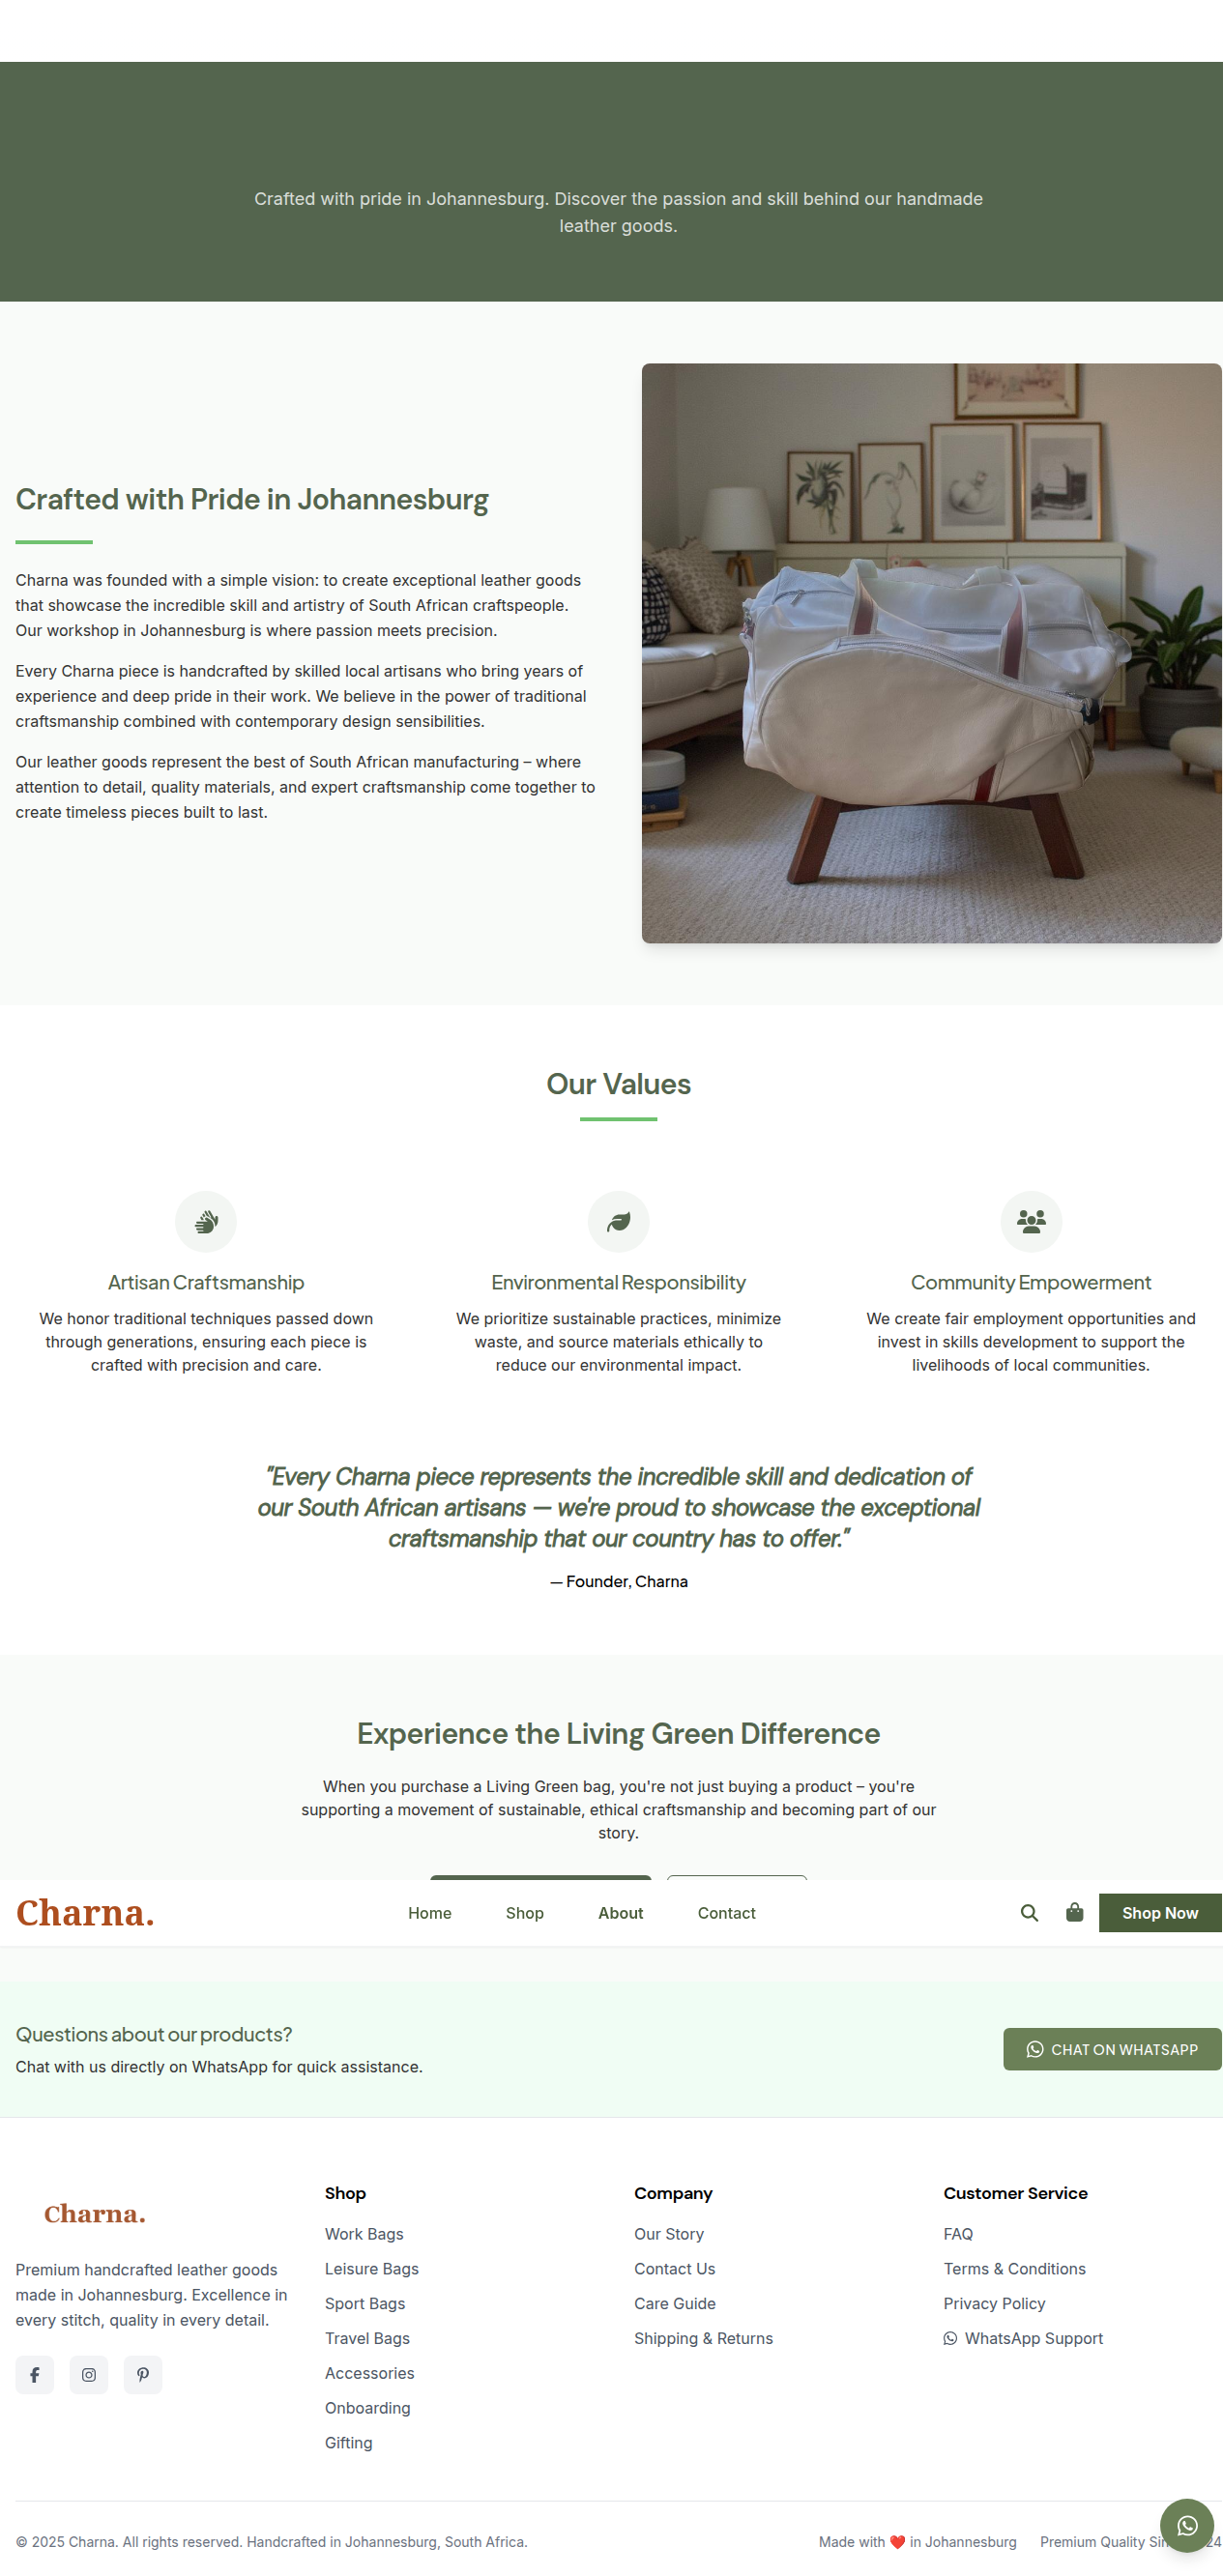 Crafted with pride in Johannesburg. Discover the passion and skill behind our handmade
leather goods.
Crafted with Pride in Johannesburg
Charna was founded with a simple vision: to create exceptional leather goods
that showcase the incredible skill and artistry of South African craftspeople.
Our workshop in Johannesburg is where passion meets precision.
Every Charna piece is handcrafted by skilled local artisans who bring years of
experience and deep pride in their work. We believe in the power of traditional
craftsmanship combined with contemporary design sensibilities.
Our leather goods represent the best of South African manufacturing – where
attention to detail, quality materials, and expert craftsmanship come together to
create timeless pieces built to last.
Our Values
Artisan Craftsmanship
We honor traditional techniques passed down
through generations, ensuring each piece is
crafted with precision and care.
Environmental Responsibility
We prioritize sustainable practices, minimize
waste, and source materials ethically to
reduce our environmental impact.
Community Empowerment
We create fair employment opportunities and
invest in skills development to support the
livelihoods of local communities.
"Every Charna piece represents the incredible skill and dedication of
our South African artisans — we're proud to showcase the exceptional
craftsmanship that our country has to offer."
— Founder, Charna
Experience the Living Green Difference
When you purchase a Living Green bag, you're not just buying a product – you're
supporting a movement of sustainable, ethical craftsmanship and becoming part of our
story.
Charna.
Home
Shop
About
Contact
Shop Now
Questions about our products?
Chat with us directly on WhatsApp for quick assistance.
CHAT ON WHATSAPP
Charna.
Premium handcrafted leather goods
made in Johannesburg. Excellence in
every stitch, quality in every detail.
Shop
Work Bags
Leisure Bags
Sport Bags
Travel Bags
Accessories
Onboarding
Gifting
Company
Our Story
Contact Us
Care Guide
Shipping & Returns
Customer Service
FAQ
Terms & Conditions
Privacy Policy
WhatsApp Support
© 2025 Charna. All rights reserved. Handcrafted in Johannesburg, South Africa.
Made with ❤️ in Johannesburg
Premium Quality